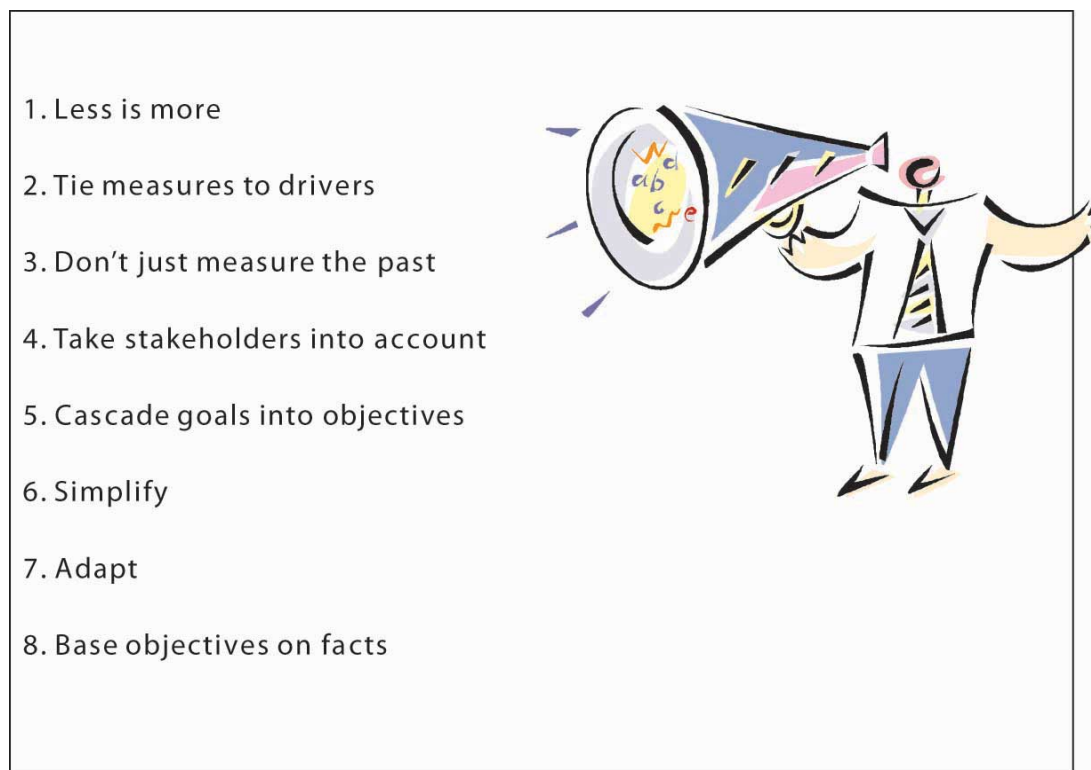 1. Less is more
2. Tie measures to drivers
3. Don't just measure the past
4. Take stakeholders into account
5. Cascade goals into objectives
6. Simplify
7. Adapt
8. Base objectives on facts
d
a b
c e